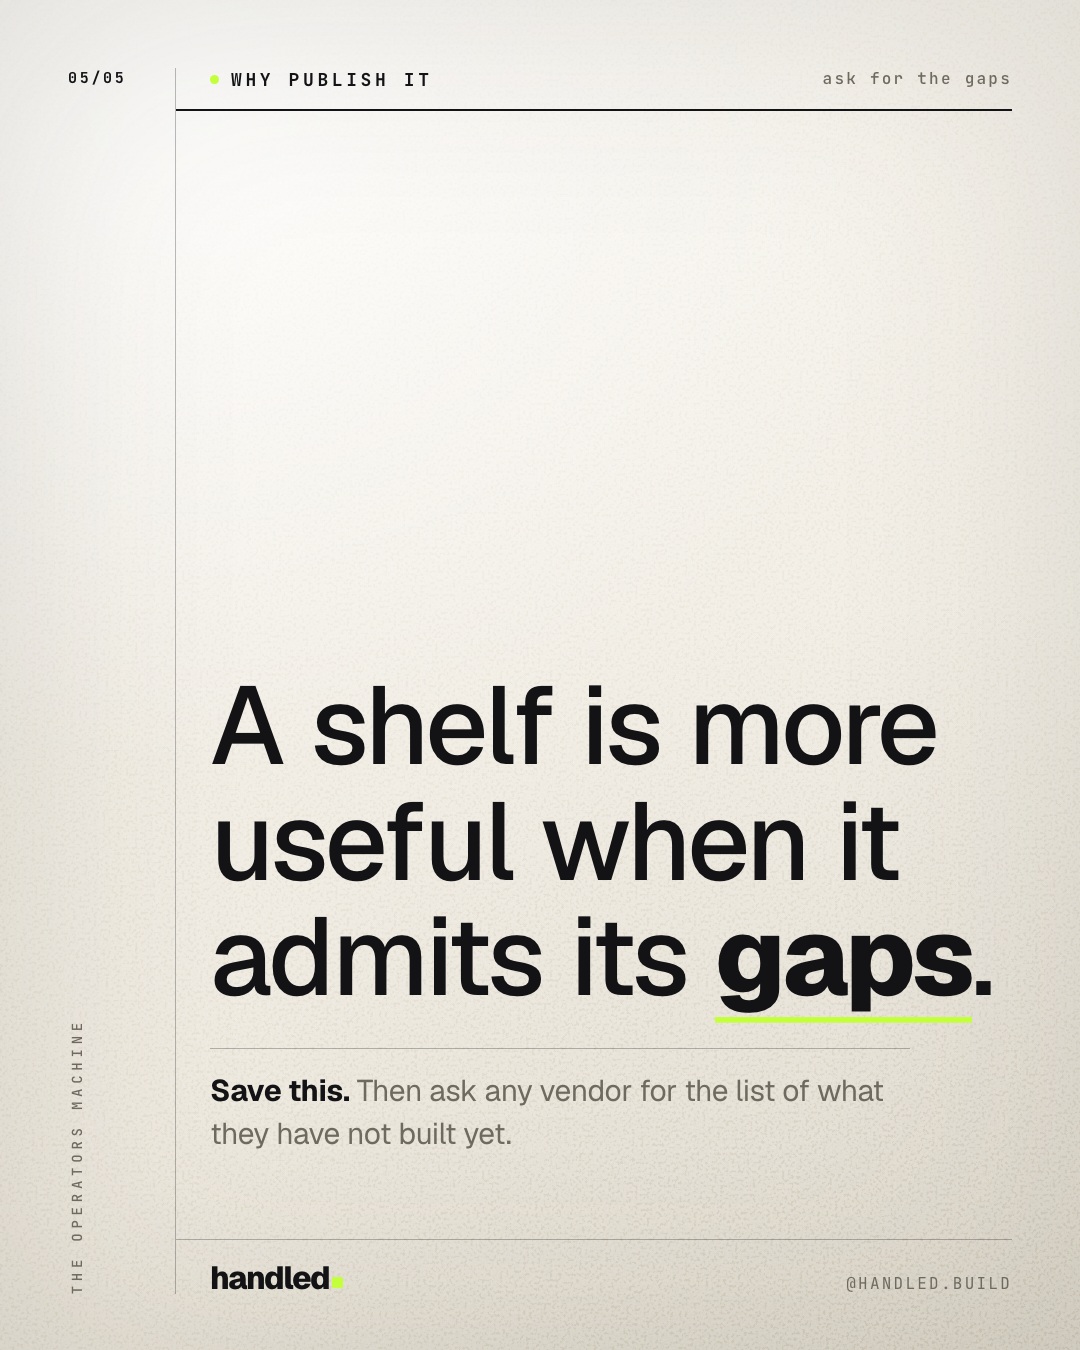 05/05
WHY PUBLISH IT
ask for the gaps
A shelf is more
useful when it
admits its gaps.
Save this. Then ask any vendor for the list of what
they have not built yet.
THE OPERATORS MACHINE
handled.
@HANDLED.BUILD